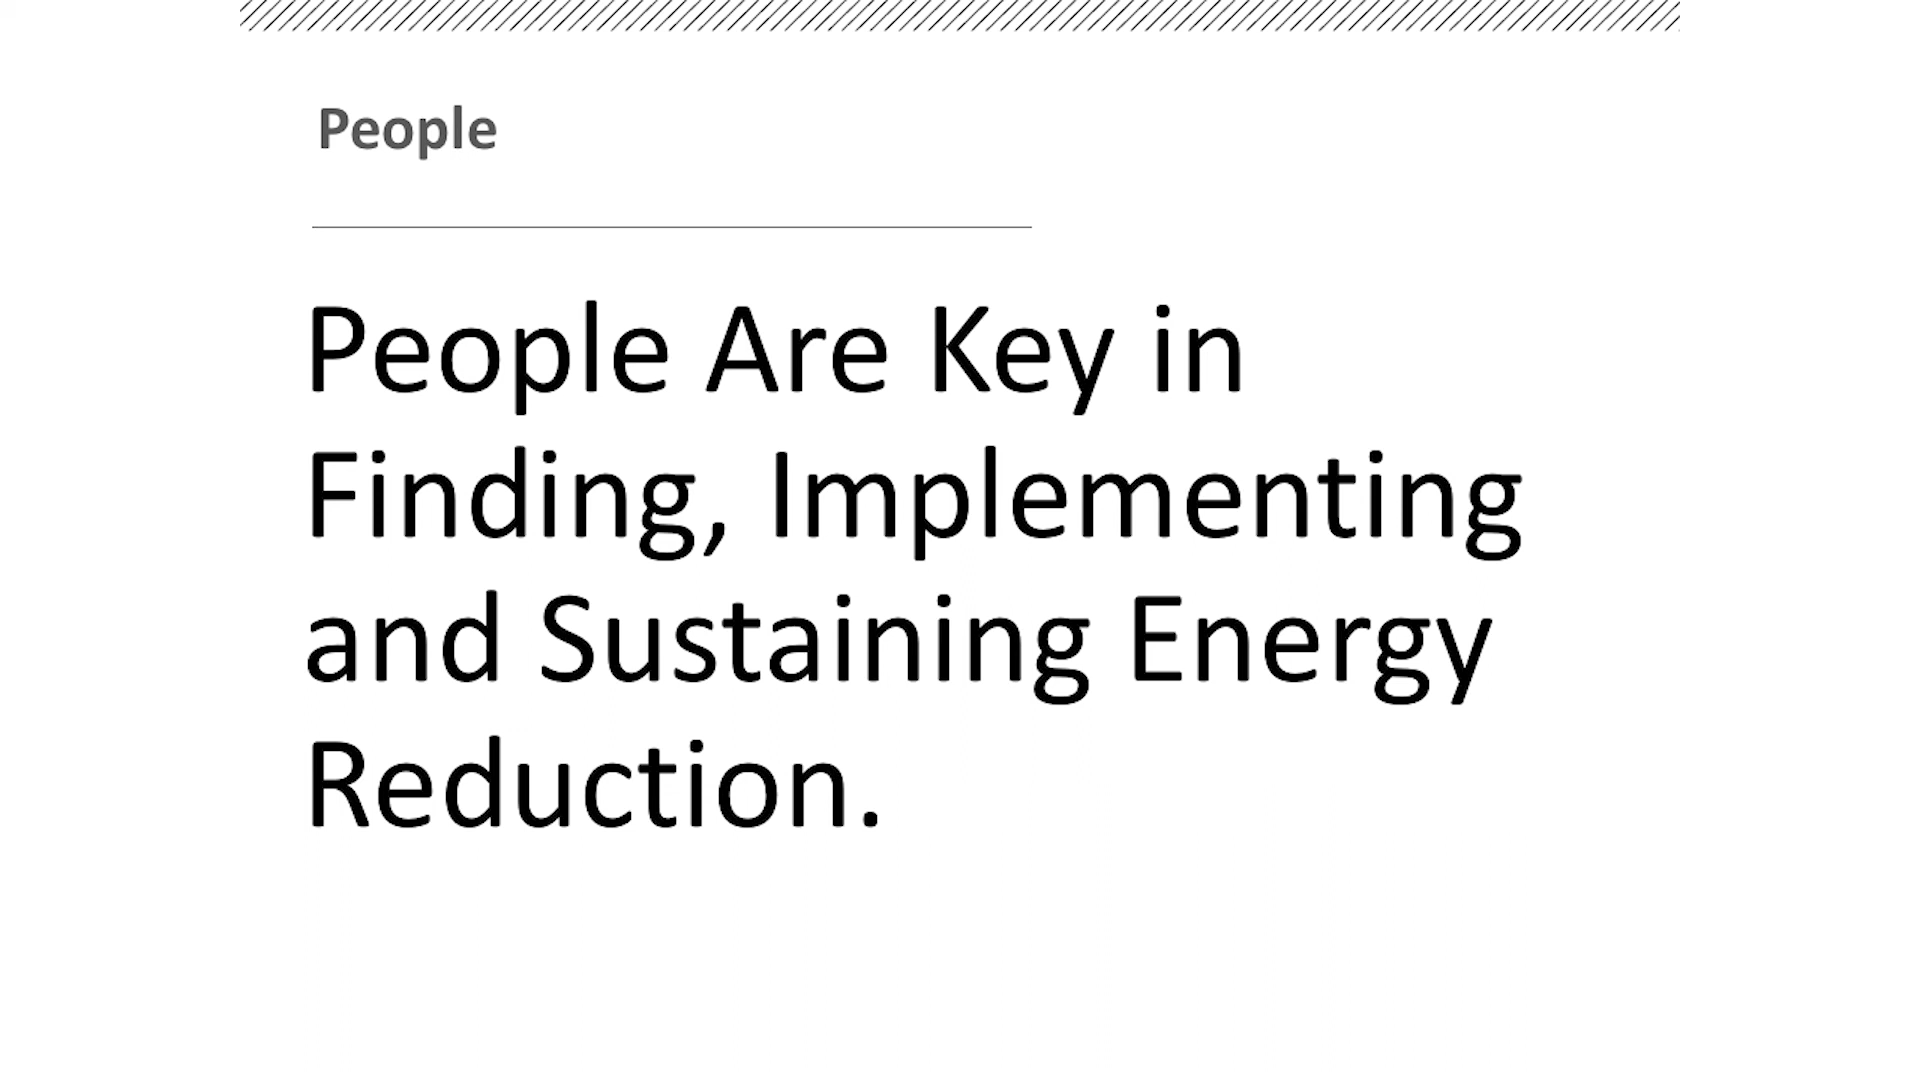 People
People Are Key in
Finding, Implementing
and Sustaining Energy
Reduction.